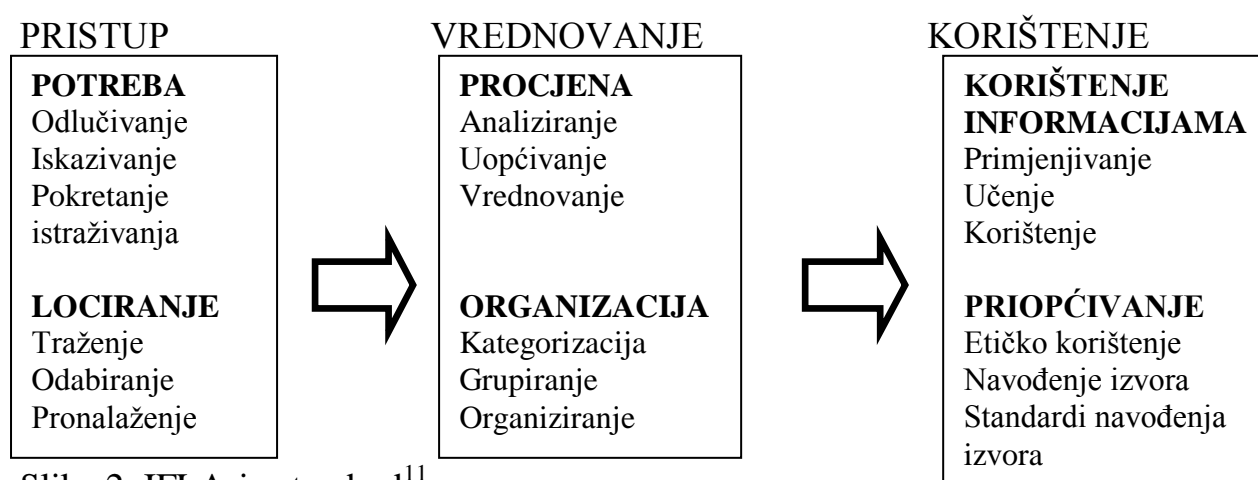 PRISTUP
POTREBA
Odlučivanje
Iskazivanje
Pokretanje
istraživanja
LOCIRANJE
Traženje
Odabiranje
Pronalaženje
VREDNOVANJE
PROCJENA
Analiziranje
Uopćivanje
Vrednovanje
ORGANIZACIJA
Kategorizacija
Grupiranje
Organiziranje
KORIŠTENJE
KORIŠTENJE
INFORMACIJAMA
Primjenjivanje
Učenje
Korištenje
PRIOPĆIVANJE
Etičko korištenje
Navođenje izvora
Standardi navođenja
izvora